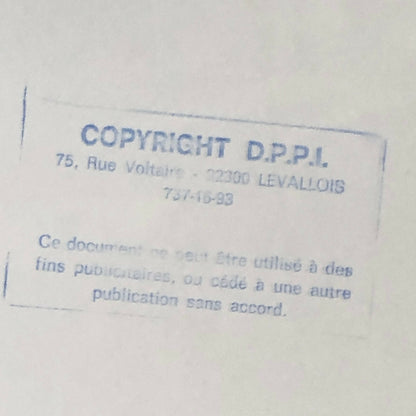 COPYRIGHT D.P.P.I.
75, Rue Voltaire - 92300 LEVALLOIS
737-16-93
Ce document ne peut être utilisé à des
fins publicitaires, ou cédé à une autre
publication sans accord.